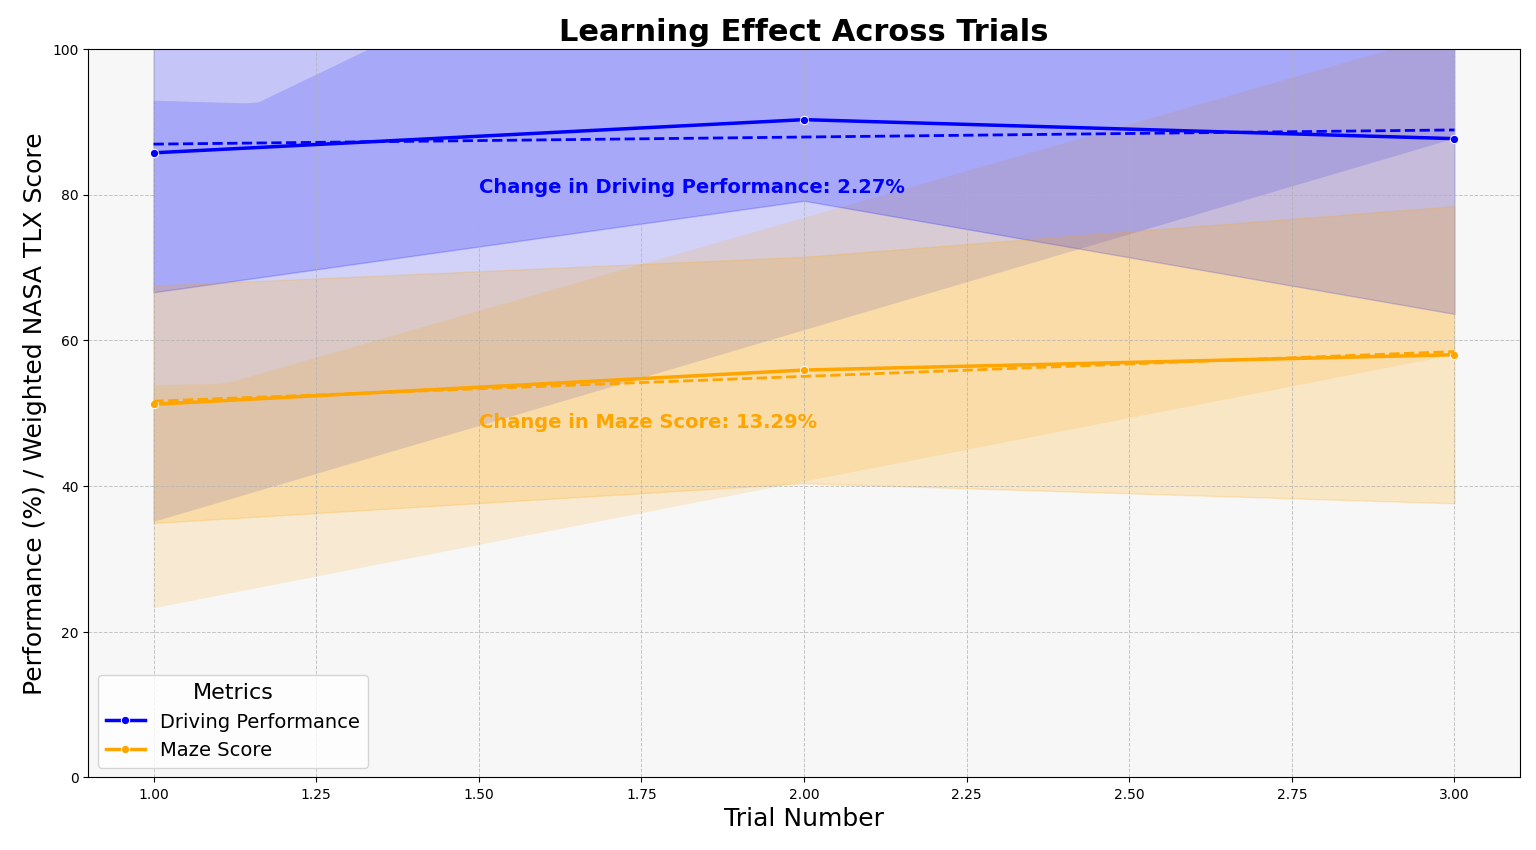 Learning Effect Across Trials
Performance (%) / Weighted NASA TLX Score
100
80
60
40
20
0
Change in Driving Performance: 2.27%
Change in Maze Score: 13.29%
Metrics
Driving Performance
Maze Score
1.00 1.25 1.50 1.75 2.00 2.25 2.50 2.75 3.00
Trial Number